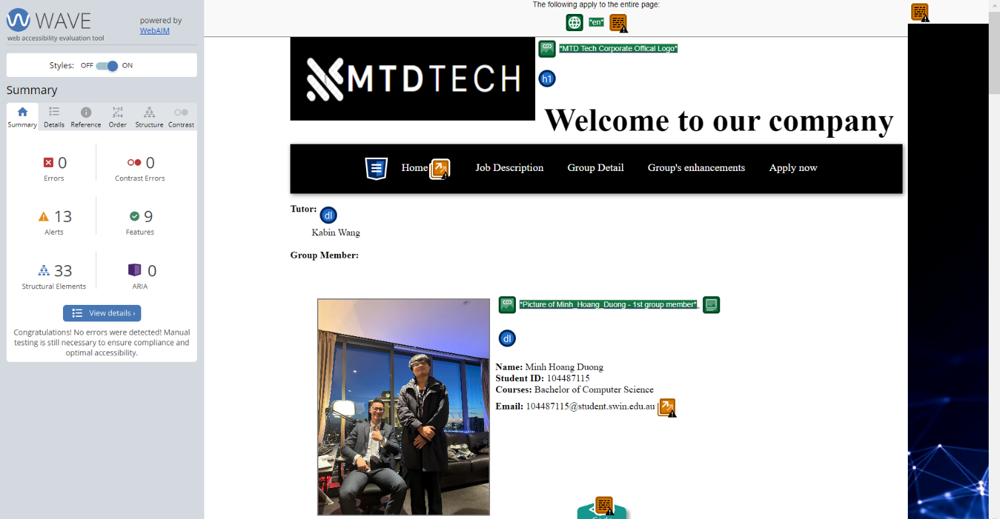 WAVE
powered by
WebAIM
web accessibility evaluation tool
Styles: OFF ON
Summary
1→2
3→4
Summary Details Reference Order Structure Contrast
0
Errors
0
Contrast Errors
13
Alerts
9
Features
33
Structural Elements
0
ARIA
View details ›
Congratulations! No errors were detected! Manual
testing is still necessary to ensure compliance and
optimal accessibility.
The following apply to the entire page:
*en*
MTDTECH
*MTD Tech Corporate Offical Logo*
h1
Welcome to our company
Home Job Description Group Detail Group's enhancements Apply now
Tutor: dl
Kabin Wang
Group Member:
*Picture of Minh_Hoang_Duong - 1st group member*
dl
Name: Minh Hoang Duong
Student ID: 104487115
Courses: Bachelor of Computer Science
Email: 104487115@student.swin.edu.au